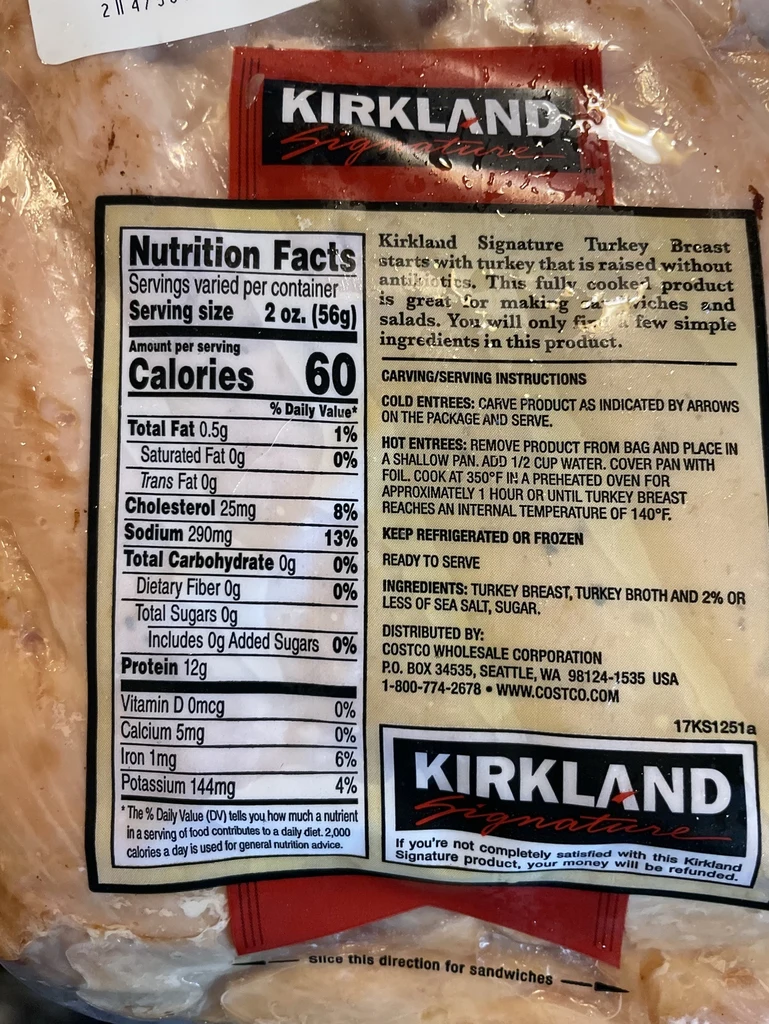 KIRKLAND
Signature
Nutrition Facts
Servings varied per container
Serving size 2 oz. (56g)
Amount per serving
Calories 60
% Daily Value*
Total Fat 0.5g 1%
Saturated Fat 0g 0%
Trans Fat 0g
Cholesterol 25mg 8%
Sodium 290mg 13%
Total Carbohydrate 0g 0%
Dietary Fiber 0g 0%
Total Sugars 0g
Includes 0g Added Sugars 0%
Protein 12g
Vitamin D 0mcg 0%
Calcium 5mg 0%
Iron 1mg 6%
Potassium 144mg 4%
* The % Daily Value (DV) tells you how much a nutrient
in a serving of food contributes to a daily diet. 2,000
calories a day is used for general nutrition advice.
Kirkland Signature Turkey Breast
starts with turkey that is raised without
antibiotics. This fully cooked product
is great for making sandwiches and
salads. You will only find a few simple
ingredients in this product.
CARVING/SERVING INSTRUCTIONS
COLD ENTREES: CARVE PRODUCT AS INDICATED BY ARROWS
ON THE PACKAGE AND SERVE.
HOT ENTREES: REMOVE PRODUCT FROM BAG AND PLACE IN
A SHALLOW PAN. ADD 1/2 CUP WATER. COVER PAN WITH
FOIL. COOK AT 350°F IN A PREHEATED OVEN FOR
APPROXIMATELY 1 HOUR OR UNTIL TURKEY BREAST
REACHES AN INTERNAL TEMPERATURE OF 140°F.
KEEP REFRIGERATED OR FROZEN
READY TO SERVE
INGREDIENTS: TURKEY BREAST, TURKEY BROTH AND 2% OR
LESS OF SEA SALT, SUGAR.
DISTRIBUTED BY:
COSTCO WHOLESALE CORPORATION
P.O. BOX 34535, SEATTLE, WA 98124-1535 USA
1-800-774-2678 • WWW.COSTCO.COM
17KS1251a
KIRKLAND
Signature
If you're not completely satisfied with this Kirkland
Signature product, your money will be refunded.
slice this direction for sandwiches